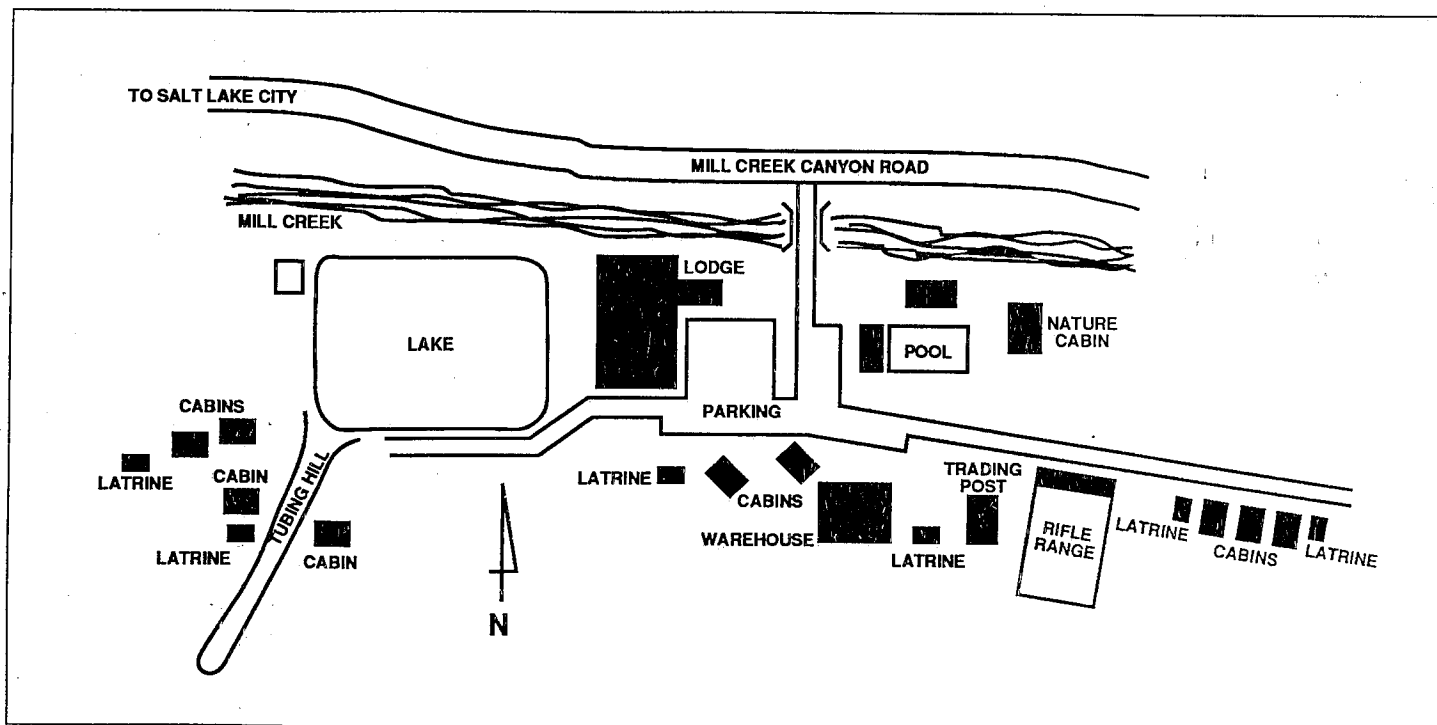 TO SALT LAKE CITY
MILL CREEK CANYON ROAD
MILL CREEK
LODGE
NATURE
CABIN
LAKE
POOL
CABINS
PARKING
LATRINE
CABIN
TUBING HILL
LATRINE
CABIN
LATRINE
CABINS
WAREHOUSE
TRADING
POST
LATRINE
RIFLE
RANGE
LATRINE
CABINS
LATRINE
N